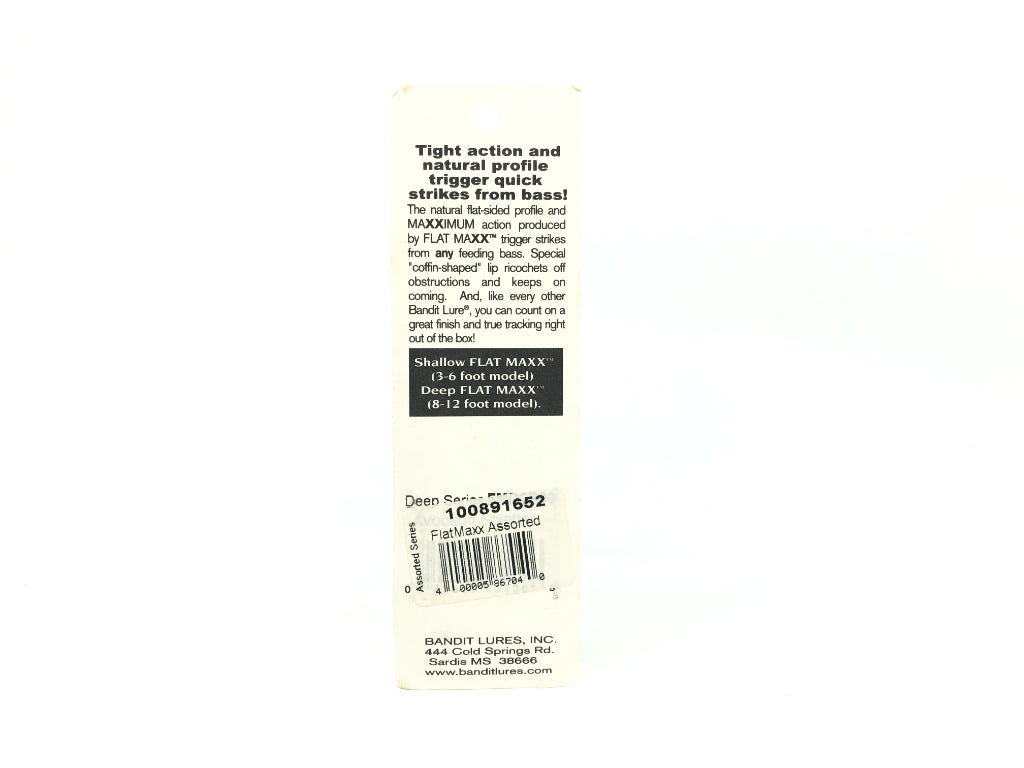 Tight action and
natural profile
trigger quick
strikes from bass!
The natural flat-sided profile and
MAXXIMUM action produced
by FLAT MAXX™ trigger strikes
from any feeding bass. Special
"coffin-shaped" lip ricochets off
obstructions and keeps on
coming. And, like every other
Bandit Lure®, you can count on a
great finish and true tracking right
out of the box!
Shallow FLAT MAXX™
(3-6 foot model)
Deep FLAT MAXX™
(8-12 foot model).
Deep Series
100891652
FlatMaxx Assorted
Assorted Series
0
4 00005 96704 0
BANDIT LURES, INC.
444 Cold Springs Rd.
Sardis MS 38666
www.banditlures.com